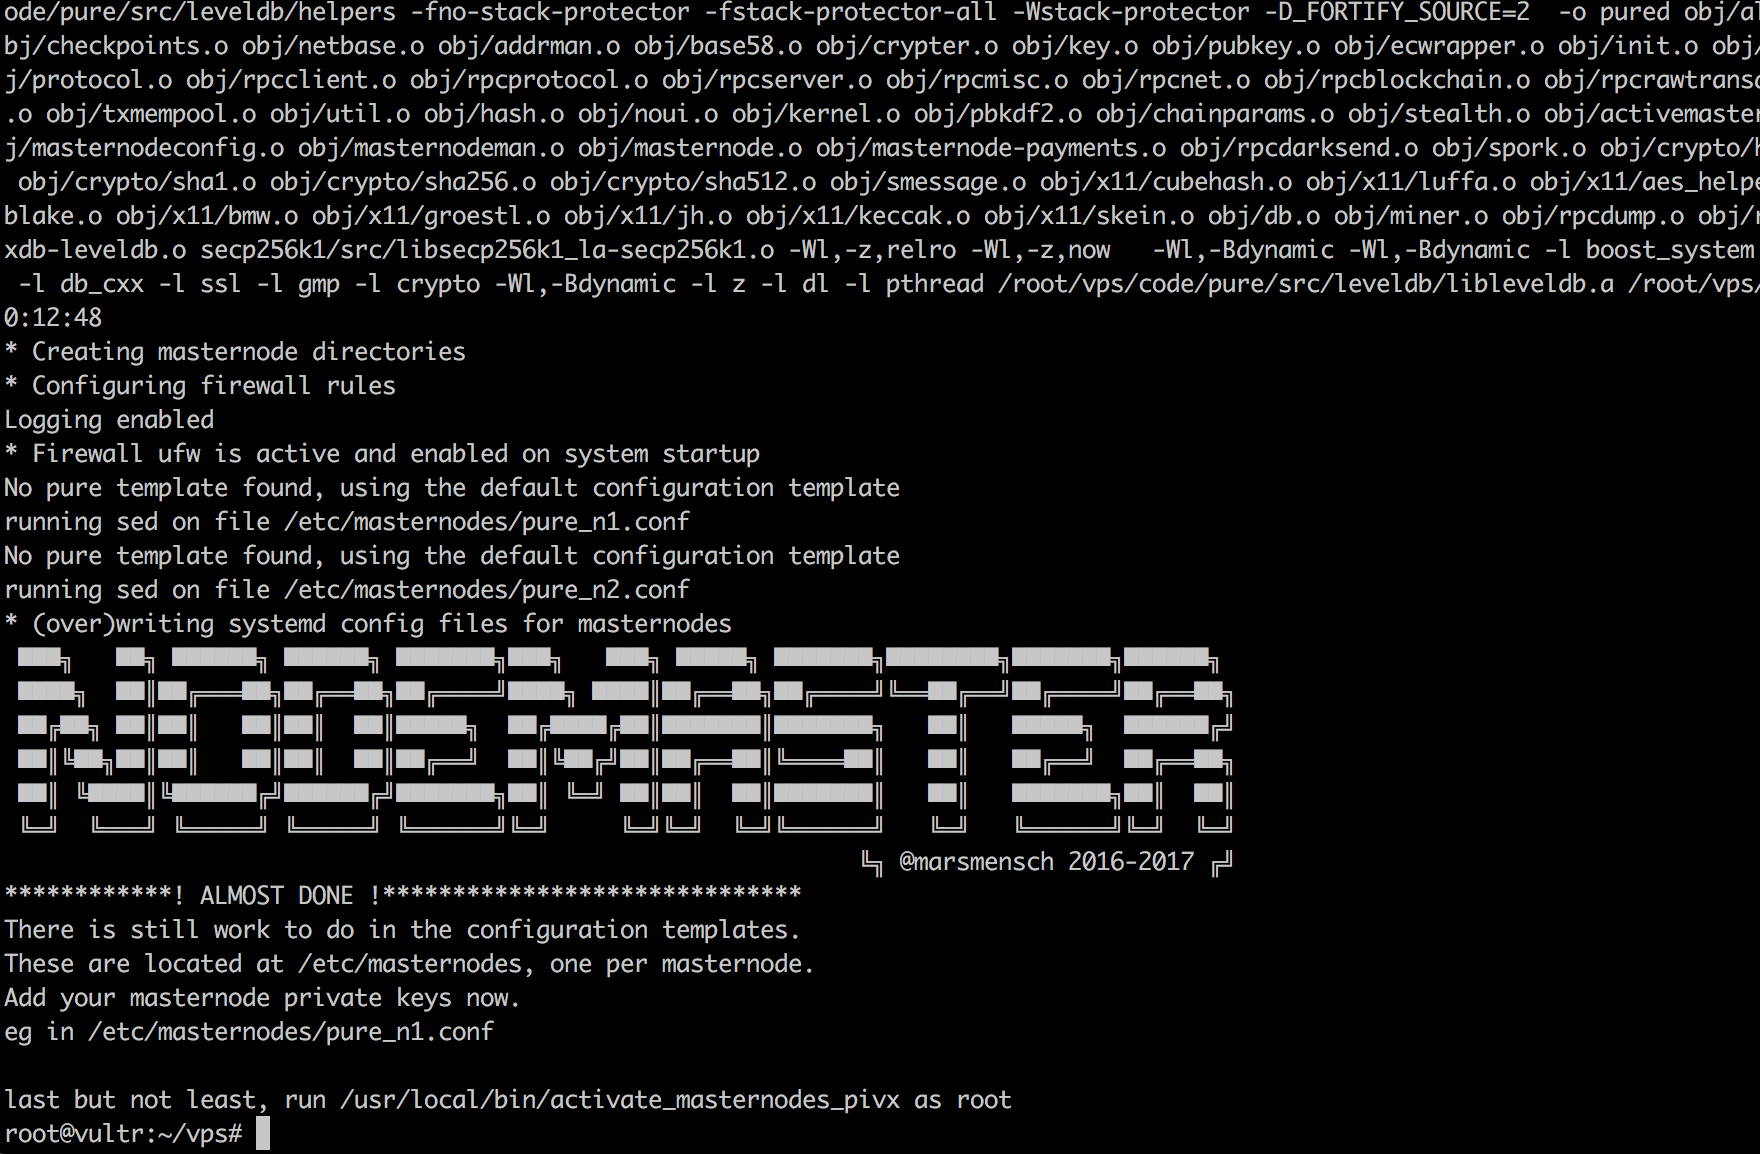 ode/pure/src/leveldb/helpers -fno-stack-protector -fstack-protector-all -Wstack-protector -D_FORTIFY_SOURCE=2  -o pured obj/al
bj/checkpoints.o obj/netbase.o obj/addrman.o obj/base58.o obj/crypter.o obj/key.o obj/pubkey.o obj/ecwrapper.o obj/init.o obj/
j/protocol.o obj/rpcclient.o obj/rpcprotocol.o obj/rpcserver.o obj/rpcmisc.o obj/rpcnet.o obj/rpcblockchain.o obj/rpcrawtransa
.o obj/txmempool.o obj/util.o obj/hash.o obj/noui.o obj/kernel.o obj/pbkdf2.o obj/chainparams.o obj/stealth.o obj/activemaster
j/masternodeconfig.o obj/masternodeman.o obj/masternode.o obj/masternode-payments.o obj/rpcdarksend.o obj/spork.o obj/crypto/h
 obj/crypto/sha1.o obj/crypto/sha256.o obj/crypto/sha512.o obj/smessage.o obj/x11/cubehash.o obj/x11/luffa.o obj/x11/aes_helpe
blake.o obj/x11/bmw.o obj/x11/groestl.o obj/x11/jh.o obj/x11/keccak.o obj/x11/skein.o obj/db.o obj/miner.o obj/rpcdump.o obj/r
xdb-leveldb.o secp256k1/src/libsecp256k1_la-secp256k1.o -Wl,-z,relro -Wl,-z,now   -Wl,-Bdynamic -Wl,-Bdynamic -l boost_system
 -l db_cxx -l ssl -l gmp -l crypto -Wl,-Bdynamic -l z -l dl -l pthread /root/vps/code/pure/src/leveldb/libleveldb.a /root/vps/
0:12:48
* Creating masternode directories
* Configuring firewall rules
Logging enabled
* Firewall ufw is active and enabled on system startup
No pure template found, using the default configuration template
running sed on file /etc/masternodes/pure_n1.conf
No pure template found, using the default configuration template
running sed on file /etc/masternodes/pure_n2.conf
* (over)writing systemd config files for masternodes
NODEMASTER
@marsmensch 2016-2017
************! ALMOST DONE !******************************
There is still work to do in the configuration templates.
These are located at /etc/masternodes, one per masternode.
Add your masternode private keys now.
eg in /etc/masternodes/pure_n1.conf
last but not least, run /usr/local/bin/activate_masternodes_pivx as root
root@vultr:~/vps#